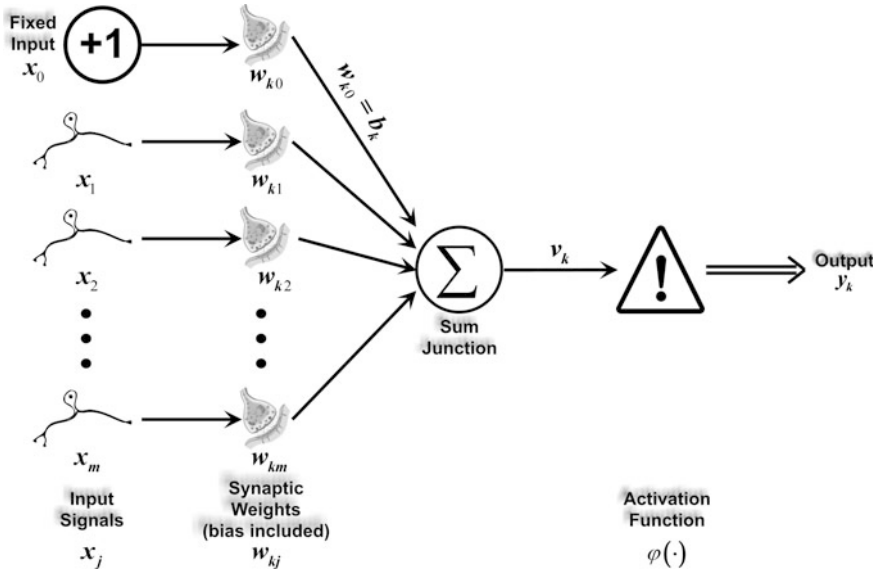 Fixed
Input
x0
+1
wk0
wk0 = bk
x1
wk1
x2
wk2
∑
Sum
Junction
vk
!
Output
yk
xm
wkm
Input
Signals
xj
Synaptic
Weights
(bias included)
wkj
Activation
Function
φ(·)